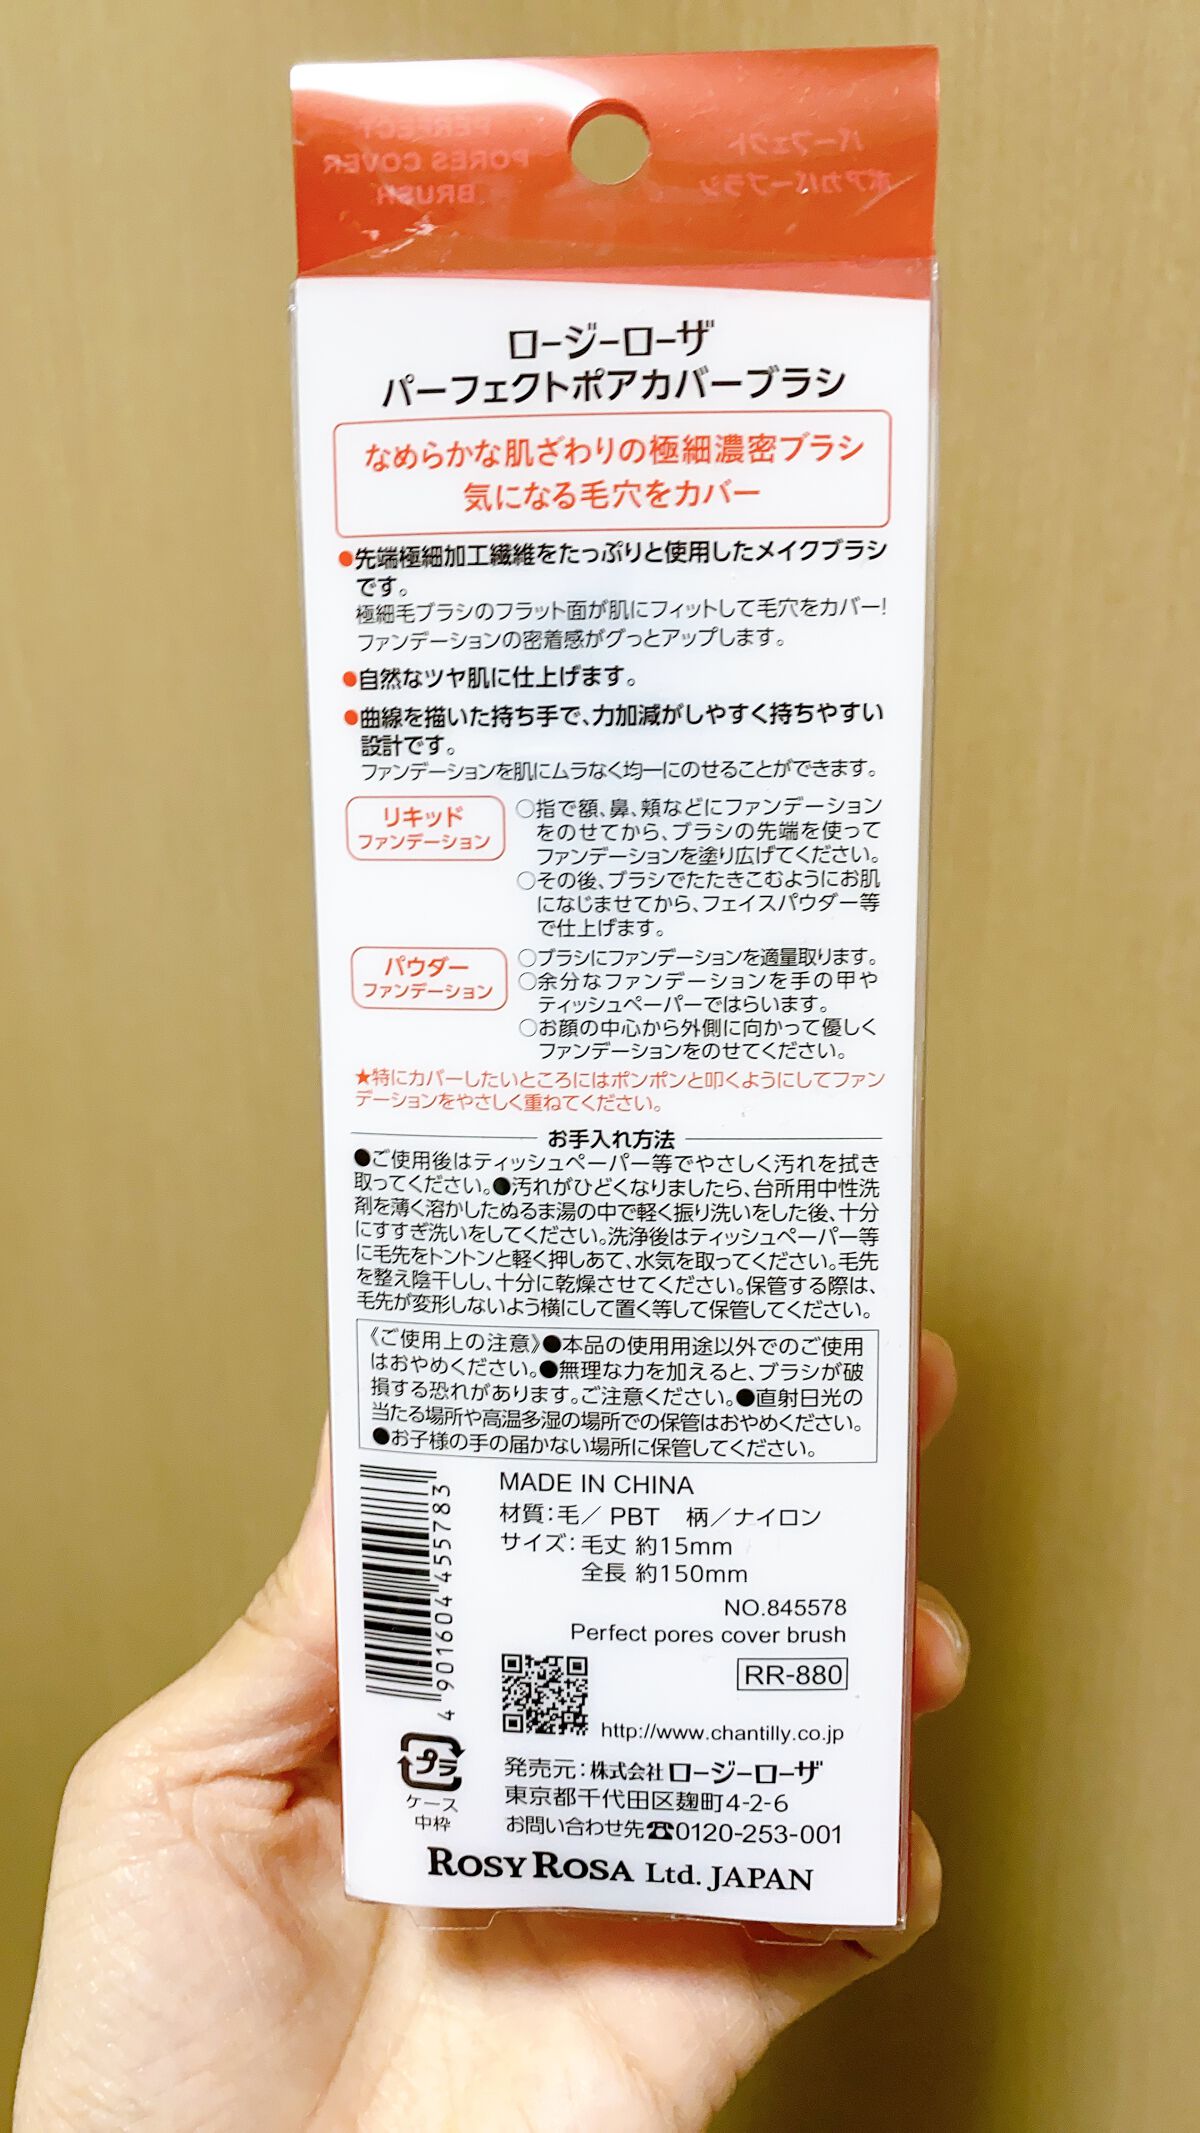 PERFECT
PORES COVER
BRUSH
パーフェクト
ポアカバーブラシ
ロージーローザ
パーフェクトポアカバーブラシ
なめらかな肌ざわりの極細濃密ブラシ
気になる毛穴をカバー
●先端極細加工繊維をたっぷりと使用したメイクブラシ
です。
極細毛ブラシのフラット面が肌にフィットして毛穴をカバー!
ファンデーションの密着感がグっとアップします。
●自然なツヤ肌に仕上げます。
●曲線を描いた持ち手で、力加減がしやすく持ちやすい
設計です。
ファンデーションを肌にムラなく均一にのせることができます。
リキッド
ファンデーション
○指で額、鼻、頬などにファンデーション
をのせてから、ブラシの先端を使って
ファンデーションを塗り広げてください。
○その後、ブラシでたたきこむようにお肌
になじませてから、フェイスパウダー等
で仕上げます。
パウダー
ファンデーション
○ブラシにファンデーションを適量取ります。
○余分なファンデーションを手の甲や
ティッシュペーパーではらいます。
○お顔の中心から外側に向かって優しく
ファンデーションをのせてください。
★特にカバーしたいところにはポンポンと叩くようにしてファン
デーションをやさしく重ねてください。
お手入れ方法
●ご使用後はティッシュペーパー等でやさしく汚れを拭き
取ってください。●汚れがひどくなりましたら、台所用中性洗
剤を薄く溶かしたぬるま湯の中で軽く振り洗いをした後、十分
にすすぎ洗いをしてください。洗浄後はティッシュペーパー等
に毛先をトントンと軽く押しあて、水気を取ってください。毛先
を整え陰干しし、十分に乾燥させてください。保管する際は、
毛先が変形しないよう横にして置く等して保管してください。
《ご使用上の注意》●本品の使用用途以外でのご使用
はおやめください。●無理な力を加えると、ブラシが破
損する恐れがあります。ご注意ください。●直射日光の
当たる場所や高温多湿の場所での保管はおやめください。
●お子様の手の届かない場所に保管してください。
4901604455783
MADE IN CHINA
材質：毛／PBT 柄／ナイロン
サイズ：毛丈 約15mm
全長 約150mm
NO.845578
Perfect pores cover brush
RR-880
http://www.chantilly.co.jp
プラ
ケース
中枠
発売元：株式会社ロージーローザ
東京都千代田区麹町4-2-6
お問い合わせ先☎0120-253-001
ROSY ROSA Ltd. JAPAN